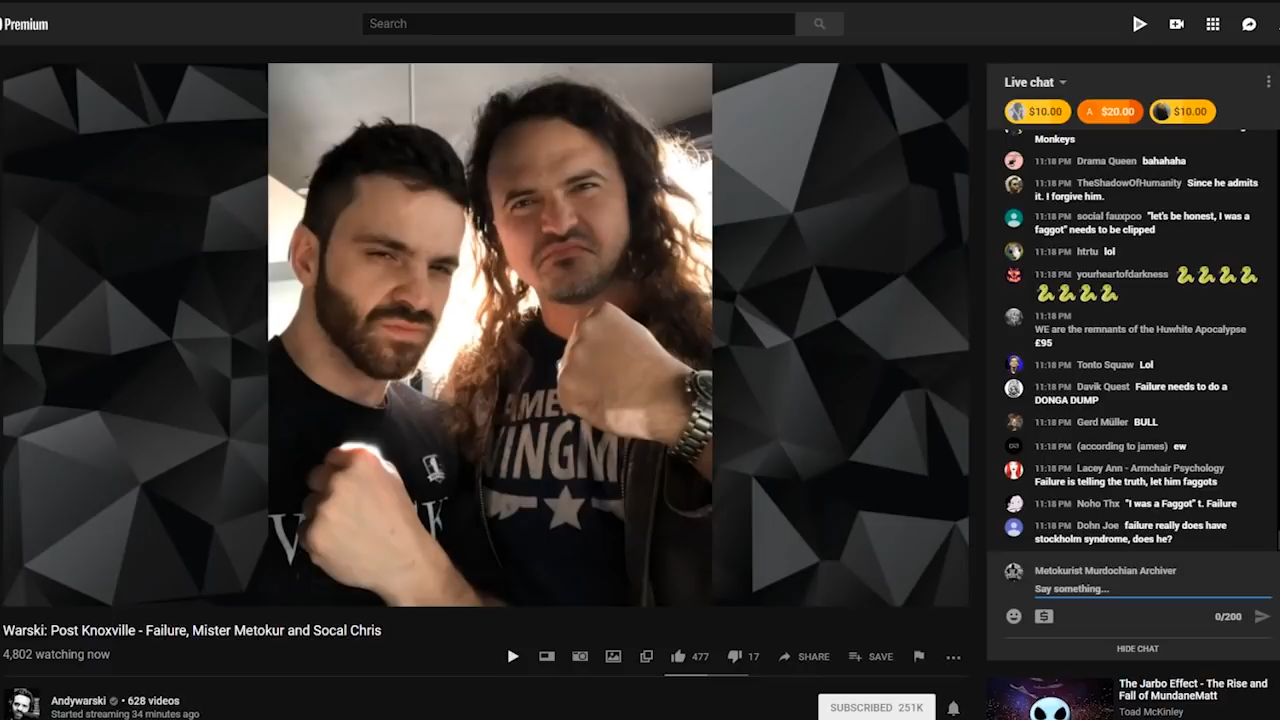 Premium
Search
Live chat
$10.00
A $20.00
$10.00
Monkeys
11:18 PM Drama Queen bahahaha
11:18 PM TheShadowOfHumanity Since he admits
it. I forgive him.
11:18 PM social fauxpoo "let's be honest, I was a
faggot" needs to be clipped
11:18 PM htrtu lol
11:18 PM yourheartofdarkness
11:18 PM
WE are the remnants of the Huwhite Apocalypse
£95
11:18 PM Tonto Squaw Lol
11:18 PM Davik Quest Failure needs to do a
DONGA DUMP
11:18 PM Gerd Müller BULL
11:18 PM (according to james) ew
11:18 PM Lacey Ann - Armchair Psychology
Failure is telling the truth, let him faggots
11:18 PM Noho Thx "I was a Faggot" t. Failure
11:18 PM Dohn Joe failure really does have
stockholm syndrome, does he?
Metokurist Murdochian Archiver
Say something...
0/200
HIDE CHAT
AME
WINGM
Warski: Post Knoxville - Failure, Mister Metokur and Socal Chris
4,802 watching now
477
17
SHARE
SAVE
Andywarski • 628 videos
Started streaming 34 minutes ago
SUBSCRIBED 251K
The Jarbo Effect - The Rise and
Fall of MundaneMatt
Toad McKinley